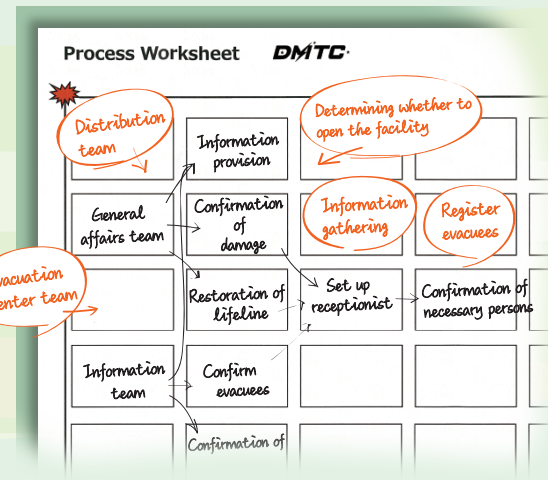 Process Worksheet
DMTC
Distribution
team
Information
provision
Determining whether to
open the facility
General
affairs team
Confirmation
of
damage
Information
gathering
Register
evacuees
team
Restoration of
lifeline
Set up
receptionist
Confirmation of
necessary persons
Information
team
Confirm
evacuees
Confirmation of